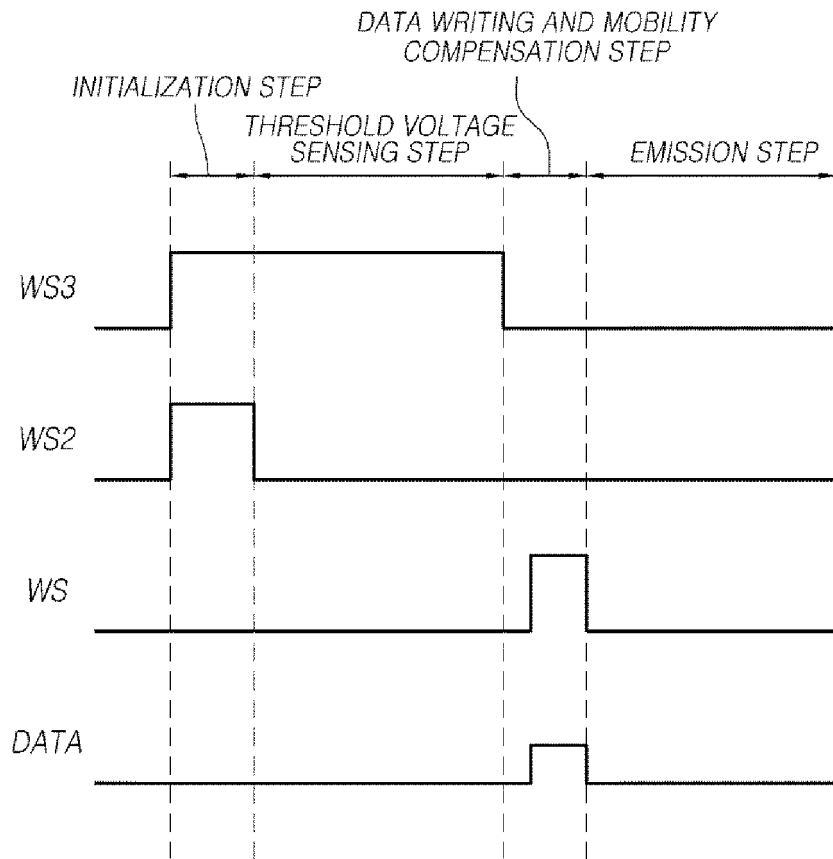 DATA WRITING AND MOBILITY
COMPENSATION STEP
INITIALIZATION STEP
THRESHOLD VOLTAGE
SENSING STEP
EMISSION STEP
WS3
WS2
WS
DATA